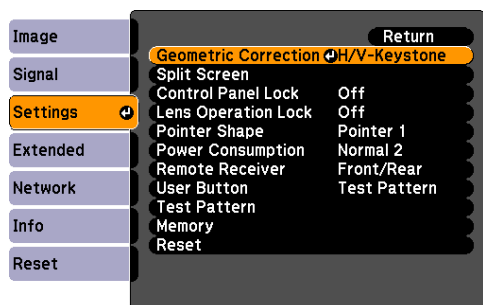 Image
Signal
Settings
Extended
Network
Info
Reset
Return
Geometric Correction H/V-Keystone
Split Screen
Control Panel Lock Off
Lens Operation Lock Off
Pointer Shape Pointer 1
Power Consumption Normal 2
Remote Receiver Front/Rear
User Button Test Pattern
Test Pattern
Memory
Reset